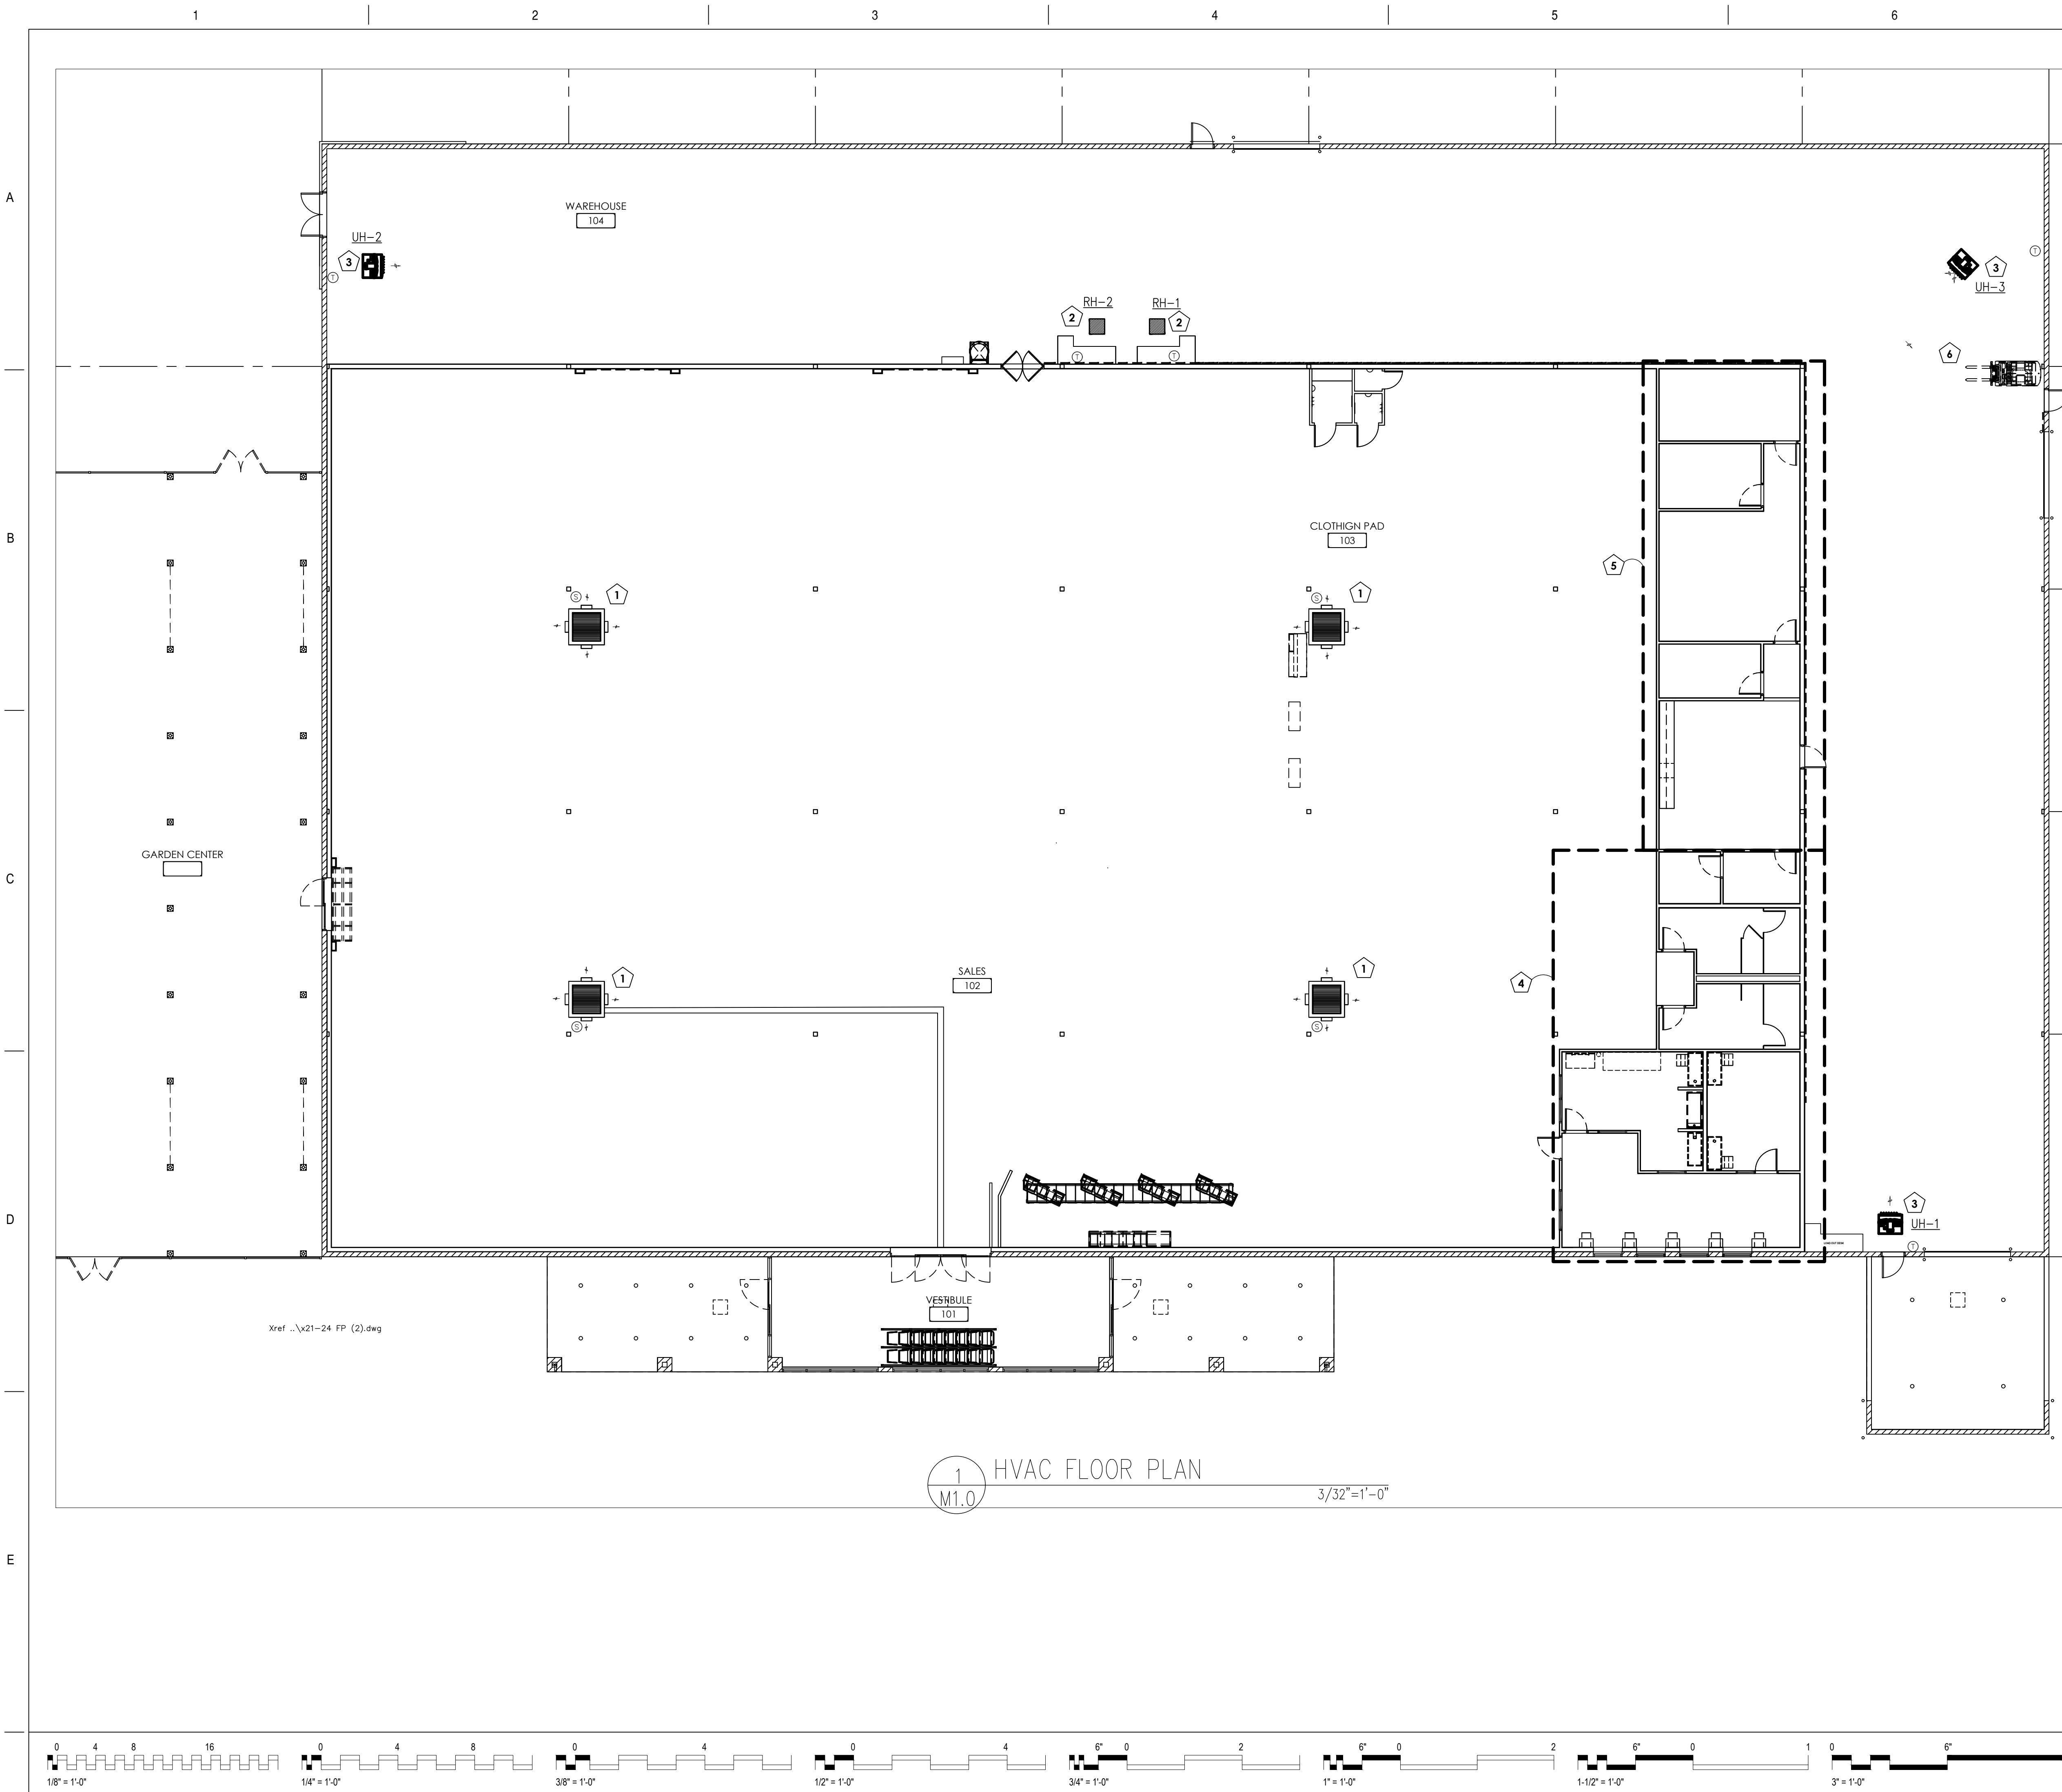 1 2 3 4 5 6
A
WAREHOUSE
104
UH-2
3
T
T
3
UH-3
RH-2
RH-1
2
2
T
T
6
B
CLOTHIGN PAD
103
5
S
1
S
1
C
GARDEN CENTER
SALES
102
1
1
4
S
S
D
3
UH-1
T
VESTIBULE
101
Xref ..\x21-24 FP (2).dwg
1
M1.0
HVAC FLOOR PLAN
3/32"=1'-0"
E
0 4 8 16
1/8" = 1'-0"
0 4 8
1/4" = 1'-0"
0 4
3/8" = 1'-0"
0 4
1/2" = 1'-0"
6" 0 2
3/4" = 1'-0"
6" 0 2
1" = 1'-0"
6" 0 1
1-1/2" = 1'-0"
0 6"
3" = 1'-0"